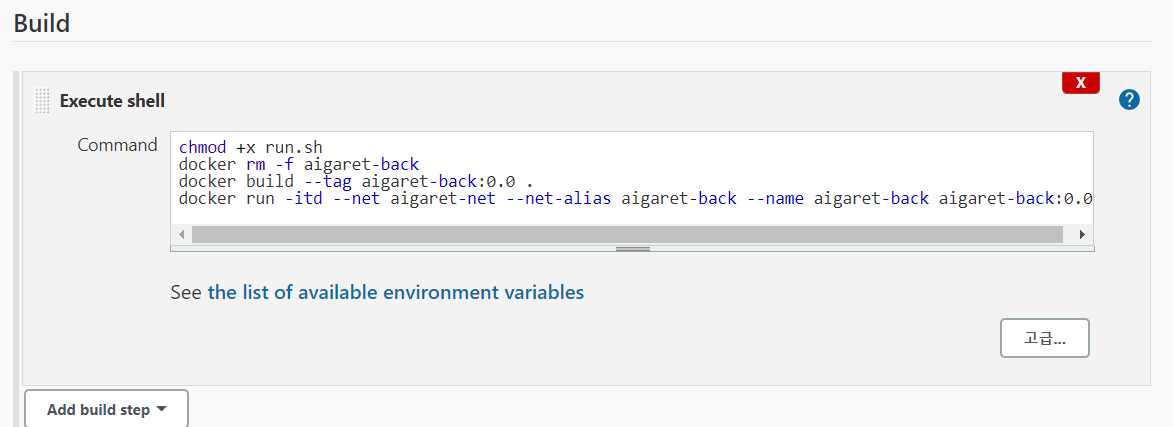 Build
X
Execute shell
?
Command
chmod +x run.sh
docker rm -f aigaret-back
docker build --tag aigaret-back:0.0 .
docker run -itd --net aigaret-net --net-alias aigaret-back --name aigaret-back aigaret-back:0.0
See the list of available environment variables
고급...
Add build step